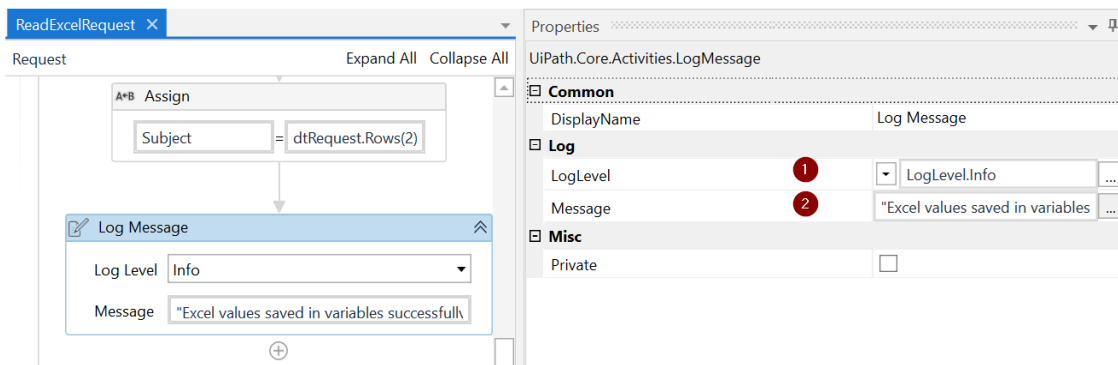 ReadExcelRequest
Request Expand All Collapse All
A+B Assign
Subject = dtRequest.Rows(2)
Log Message
Log Level Info
Message "Excel values saved in variables successfully
Properties
UiPath.Core.Activities.LogMessage
Common
DisplayName Log Message
Log
LogLevel 1 LogLevel.Info ...
Message 2 "Excel values saved in variables ...
Misc
Private